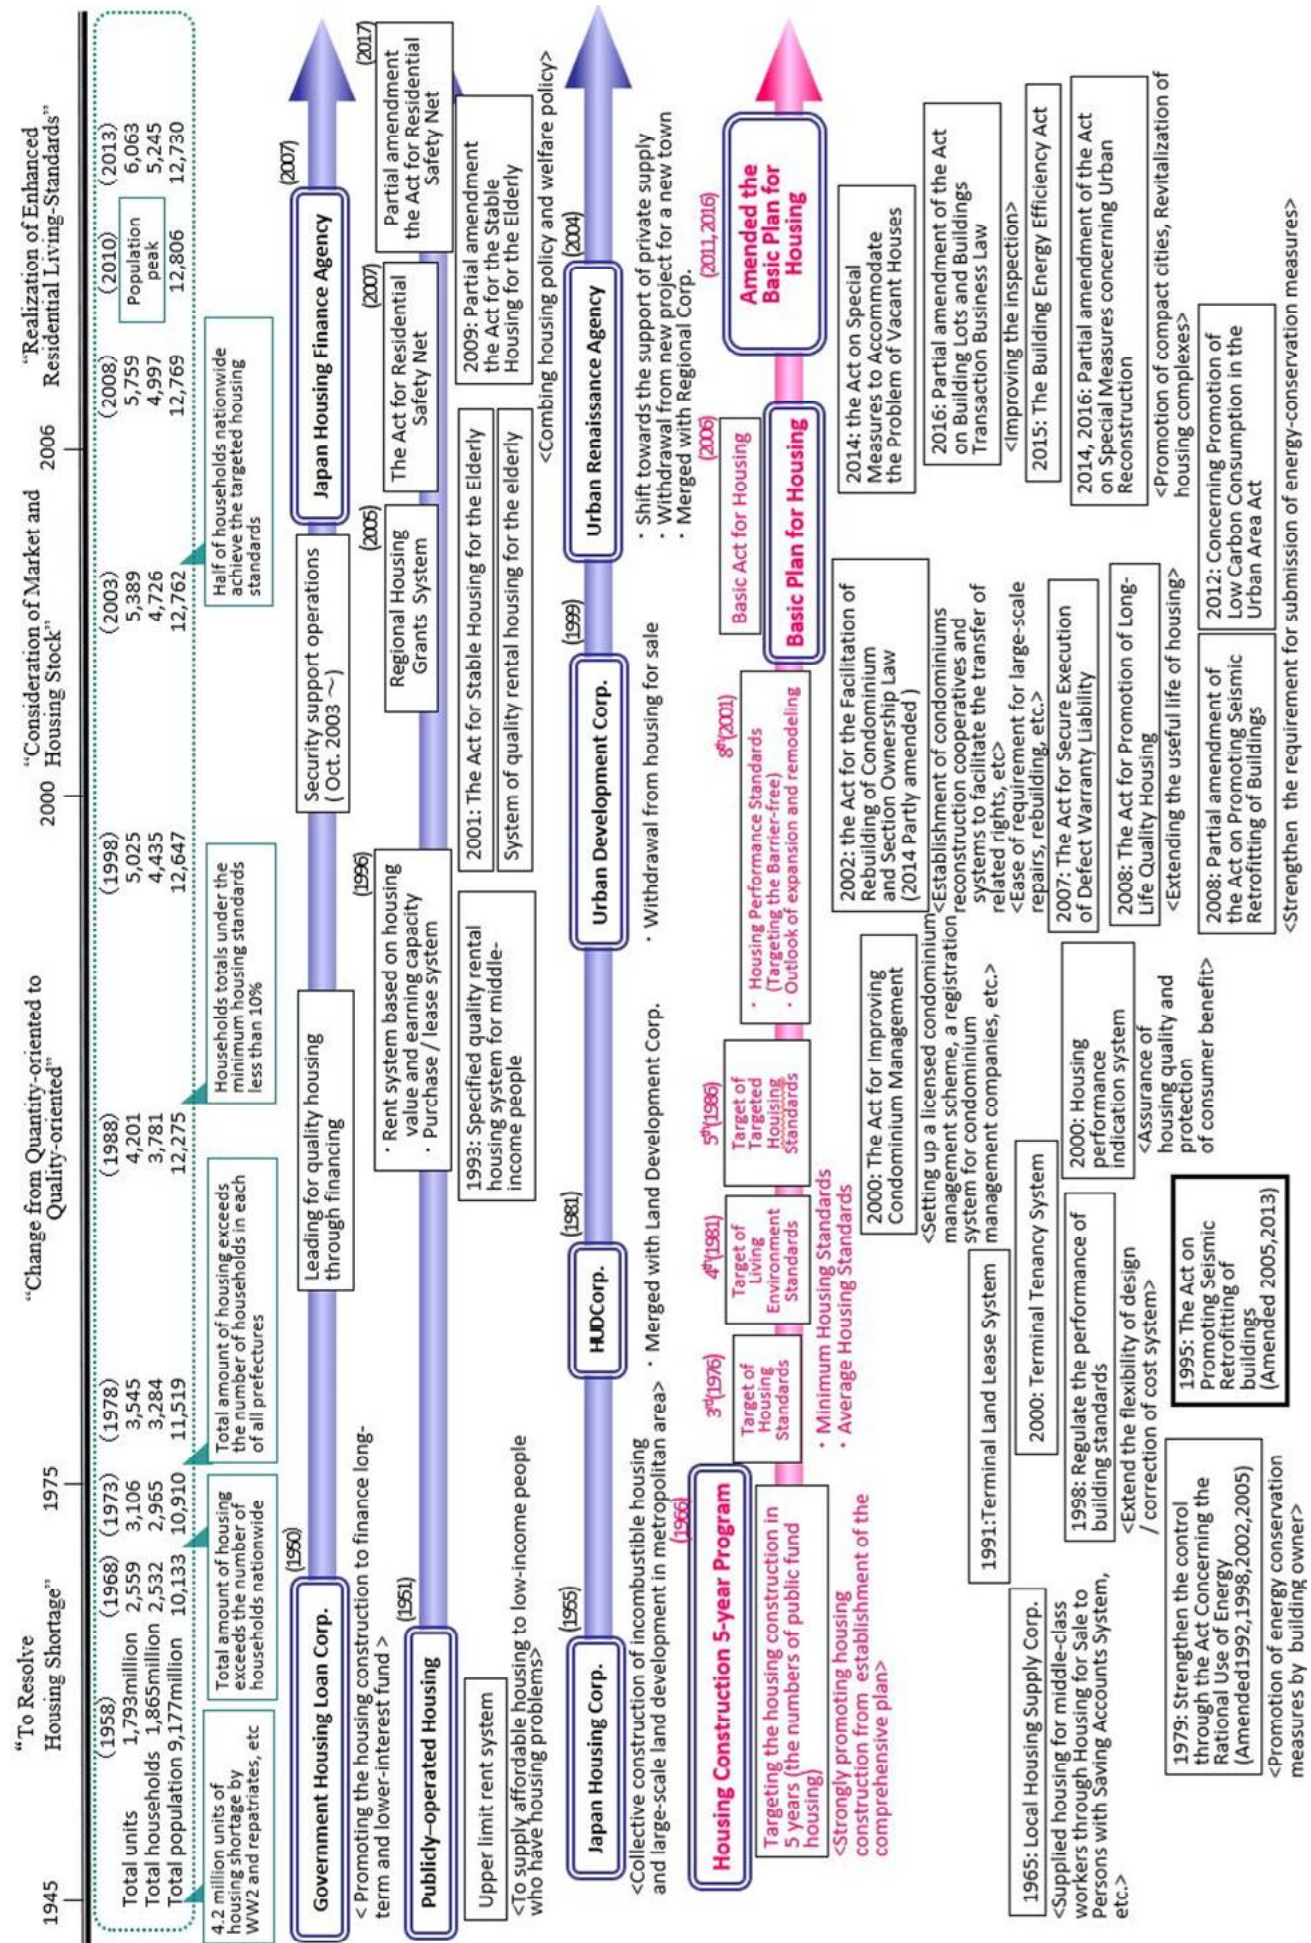 "To Resolve
Housing Shortage"
"Change from Quantity-oriented to
Quality-oriented"
"Consideration of Market and
Housing Stock"
"Realization of Enhanced
Residential Living-Standards"
1945
1975
2000
2006
(1958)
(1968)
(1973)
(1978)
(1988)
(1998)
(2003)
(2008)
(2010)
(2013)
Total units 1,793million 2,559 3,106 3,545 4,201 5,025 5,389 5,759 6,063
Total households 1,865million 2,532 2,965 3,284 3,781 4,435 4,726 4,997 5,245
Total population 9,177million 10,133 10,910 11,519 12,275 12,647 12,762 12,769 12,806 12,730
Population
peak
4.2 million units of
housing shortage by
WW2 and repatriates, etc
Total amount of housing
exceeds the number of
households nationwide
Total amount of housing exceeds
the number of households in each
of all prefectures
Households totals under the
minimum housing standards
less than 10%
Half of households nationwide
achieve the targeted housing
standards
Government Housing Loan Corp.
(1950)
< Promoting the housing construction to finance long-
term and lower-interest fund >
Leading for quality housing
through financing
Security support operations
( Oct. 2003 ～)
Japan Housing Finance Agency
(2007)
Publicly–operated Housing
(1951)
Upper limit rent system
<To supply affordable housing to low-income people
who have housing problems>
(1996)
・Rent system based on housing
value and earning capacity
・Purchase / lease system
1993: Specified quality rental
housing system for middle-
income people
(2005)
Regional Housing
Grants System
2001: The Act for Stable Housing for the Elderly
System of quality rental housing for the elderly
(2007)
The Act for Residential
Safety Net
(2017)
Partial amendment
the Act for Residential
Safety Net
2009: Partial amendment
the Act for the Stable
Housing for the Elderly
<Combing housing policy and welfare policy>
Japan Housing Corp.
(1955)
<Collective construction of incombustible housing
and large-scale land development in metropolitan area>
HUDCorp.
(1981)
・Merged with Land Development Corp.
Urban Development Corp.
(1999)
・Withdrawal from housing for sale
Urban Renaissance Agency
(2004)
・Shift towards the support of private supply
・Withdrawal from new project for a new town
・Merged with Regional Corp.
Housing Construction 5-year Program
(1966)
Targeting the housing construction in
5 years (the numbers of public fund
housing)
<Strongly promoting housing
construction from establishment of the
comprehensive plan>
3rd(1976)
Target of
Housing
Standards
・Minimum Housing Standards
・Average Housing Standards
4th(1981)
Target of
Living
Environment
Standards
5th(1986)
Target of
Targeted
Houising
Standards
8th(2001)
・Housing Performance Standards
(Targeting the Barrier-free)
・Outlook of expansion and remodeling
(2006)
Basic Act for Housing
Basic Plan for Housing
(2011,2016)
Amended the
Basic Plan for
Housing
1965: Local Housing Supply Corp.
<Supplied housing for middle-class
workers through Housing for Sale to
Persons with Saving Accounts System,
etc.>
1979: Strengthen the control
through the Act Concerning the
Rational Use of Energy
(Amended1992,1998,2002,2005)
<Promotion of energy conservation
measures by building owner>
1991:Terminal Land Lease System
2000: Terminal Tenancy System
1998: Regulate the performance of
building standards
<Extend the flexibility of design
/ correction of cost system>
1995: The Act on
Promoting Seismic
Retrofitting of
buildings
(Amended 2005,2013)
2000: The Act for Improving
Condominium Management
<Setting up a licensed condominium
management scheme, a registration
system for condominium
management companies, etc.>
2000: Housing
performance
indication system
<Assurance of
housing quality and
protection
of consumer benefit>
2002: the Act for the Facilitation of
Rebuilding of Condominium
and Section Ownership Law
(2014 Partly amended )
<Establishment of condominiums
reconstruction cooperatives and
systems to facilitate the transfer of
related rights, etc>
<Ease of requirement for large-scale
repairs, rebuilding, etc.>
2007: The Act for Secure Execution
of Defect Warranty Liability
2008: The Act for Promotion of Long-
Life Quality Housing
<Extending the useful life of housing>
2008: Partial amendment of
the Act on Promoting Seismic
Retrofitting of Buildings
2012: Concerning Promotion of
Low Carbon Consumption in the
Urban Area Act
<Strengthen the requirement for submission of energy-conservation measures>
2014: the Act on Special
Measures to Accommodate
the Problem of Vacant Houses
2016: Partial amendment of the Act
on Building Lots and Buildings
Transaction Business Law
<Improving the inspection>
2015: The Building Energy Efficiency Act
2014, 2016: Partial amendment of the Act
on Special Measures concerning Urban
Reconstruction
<Promotion of compact cities, Revitalization of
housing complexes>